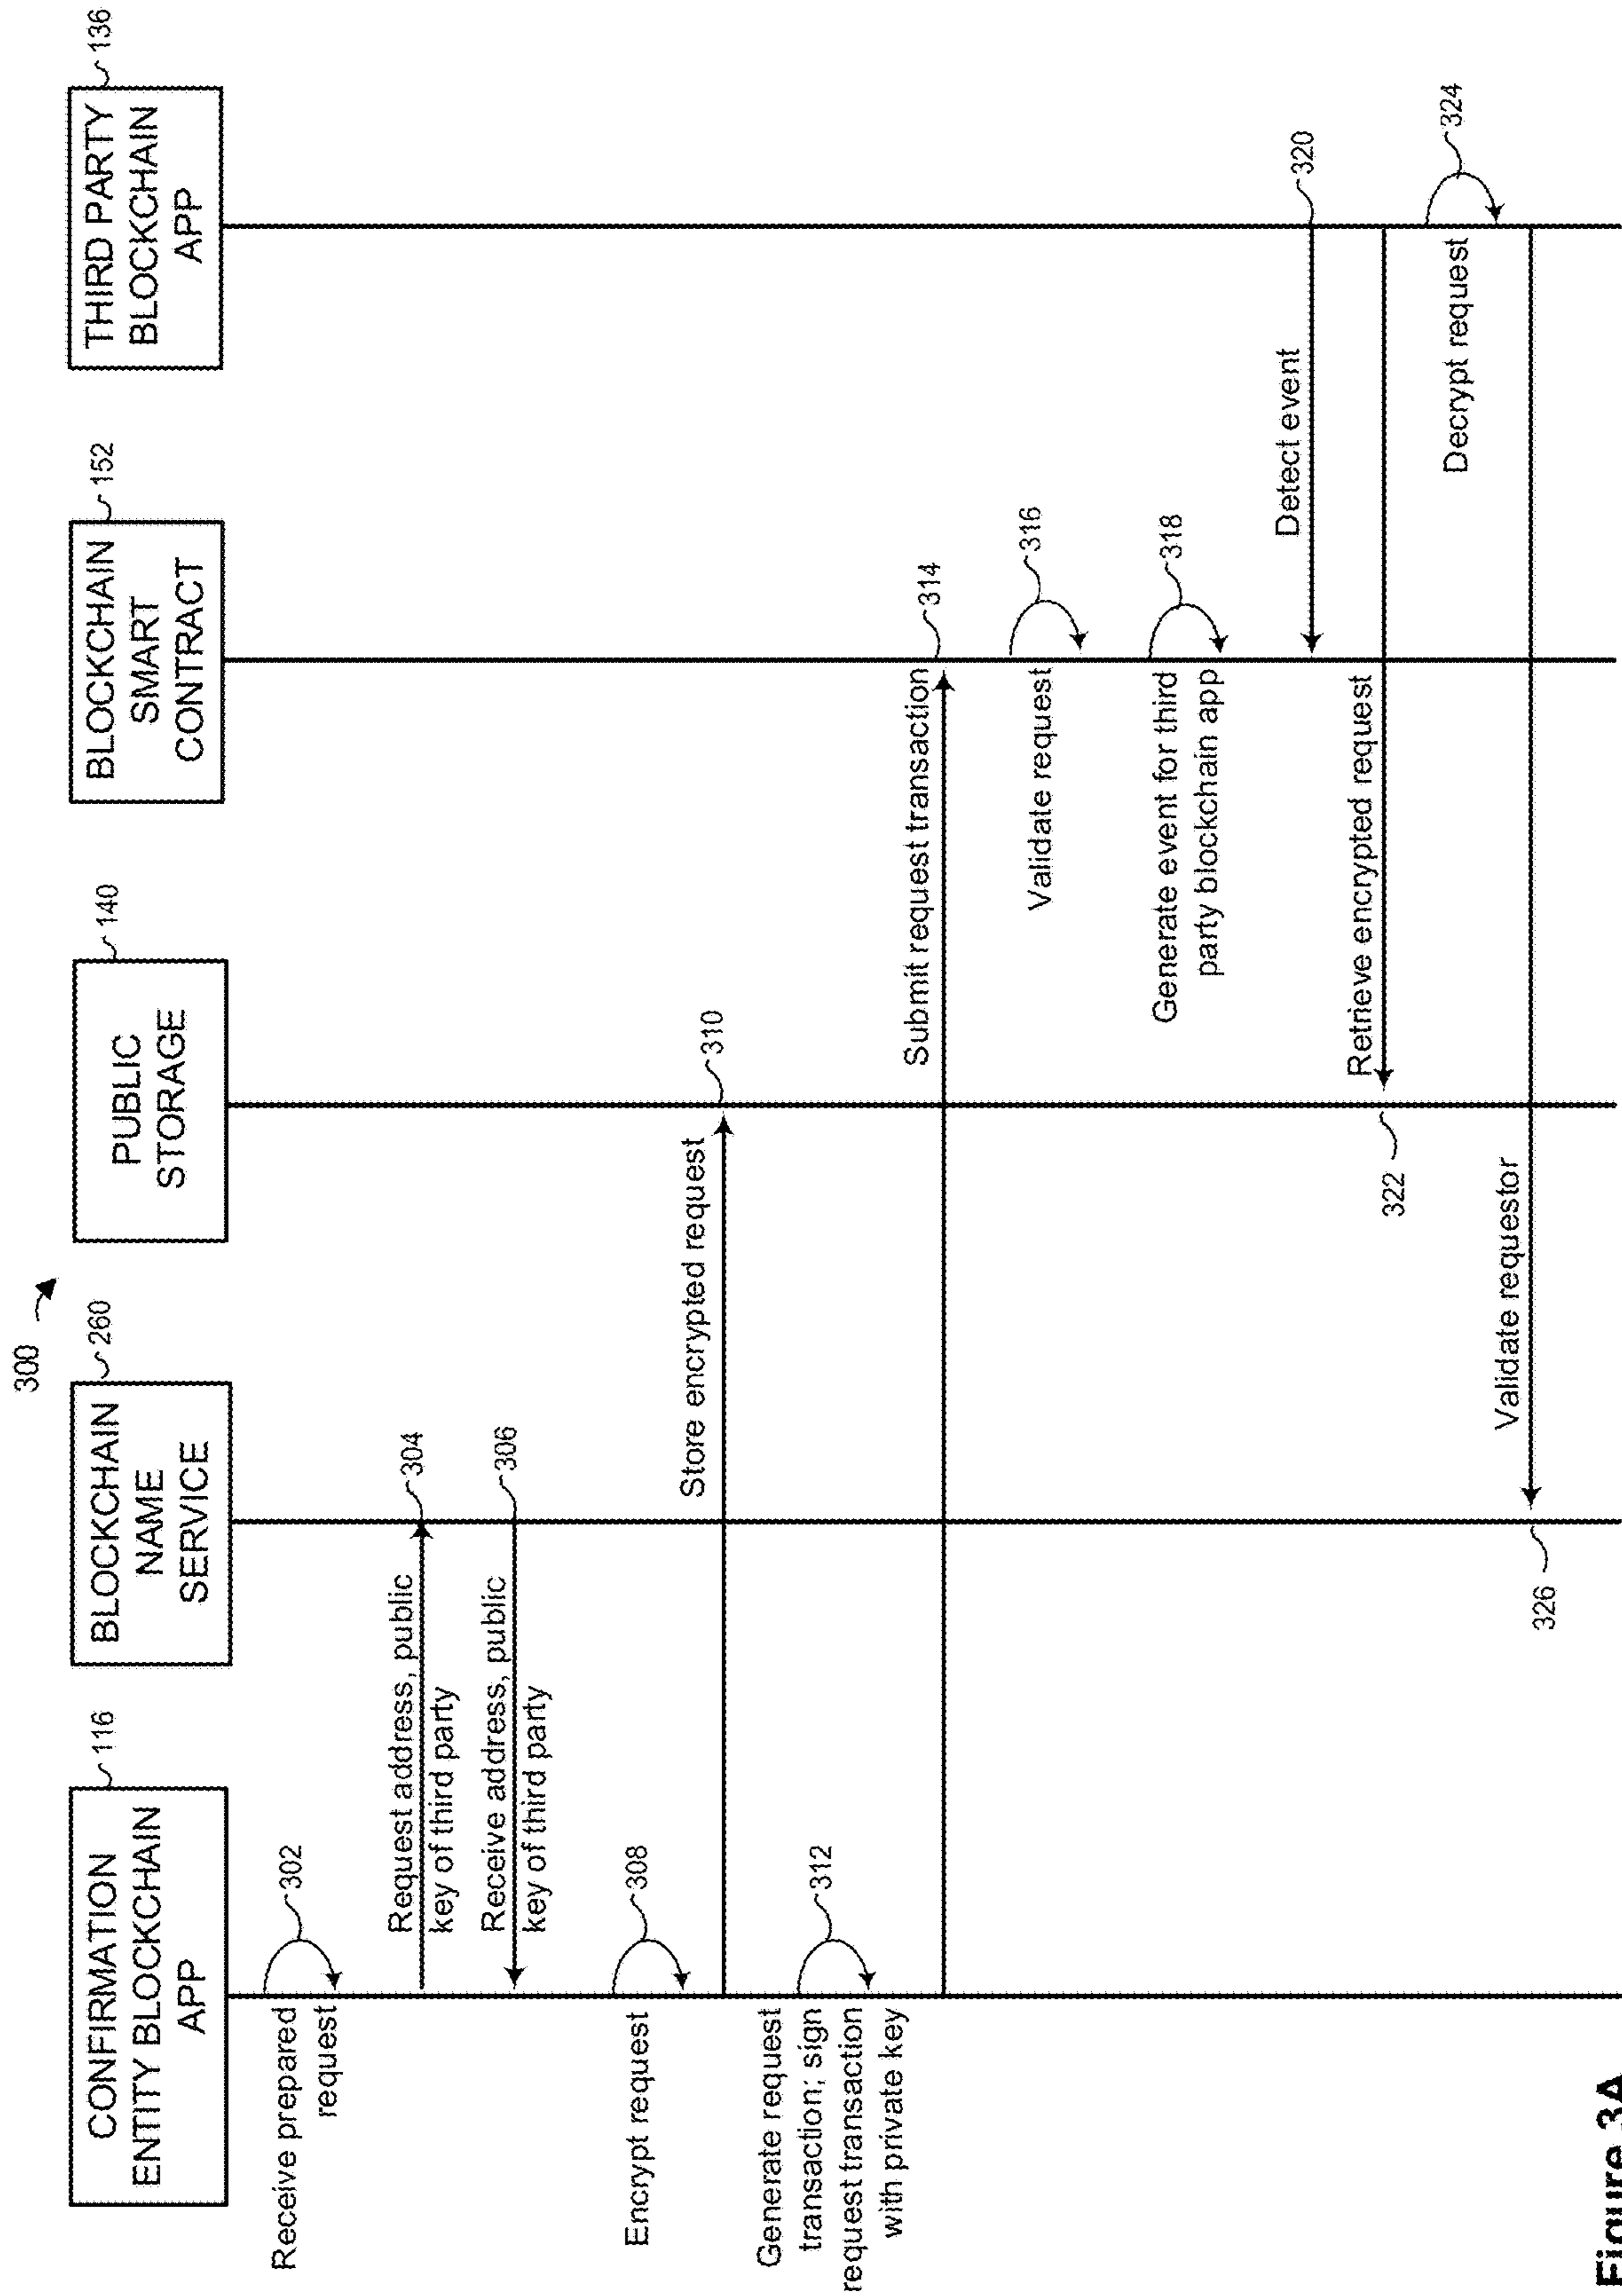 300
CONFIRMATION
ENTITY BLOCKCHAIN
APP
116
BLOCKCHAIN
NAME
SERVICE
260
PUBLIC
STORAGE
140
BLOCKCHAIN
SMART
CONTRACT
152
THIRD PARTY
BLOCKCHAIN
APP
136
Receive prepared
request
302
Request address, public
key of third party
304
Receive address, public
key of third party
306
Encrypt request
308
Store encrypted request
310
Generate request
transaction; sign
request transaction
with private key
312
Submit request transaction
314
Validate request
316
Generate event for third
party blockchain app
318
Detect event
320
Retrieve encrypted request
322
Decrypt request
324
Validate requestor
326
Figure 3A